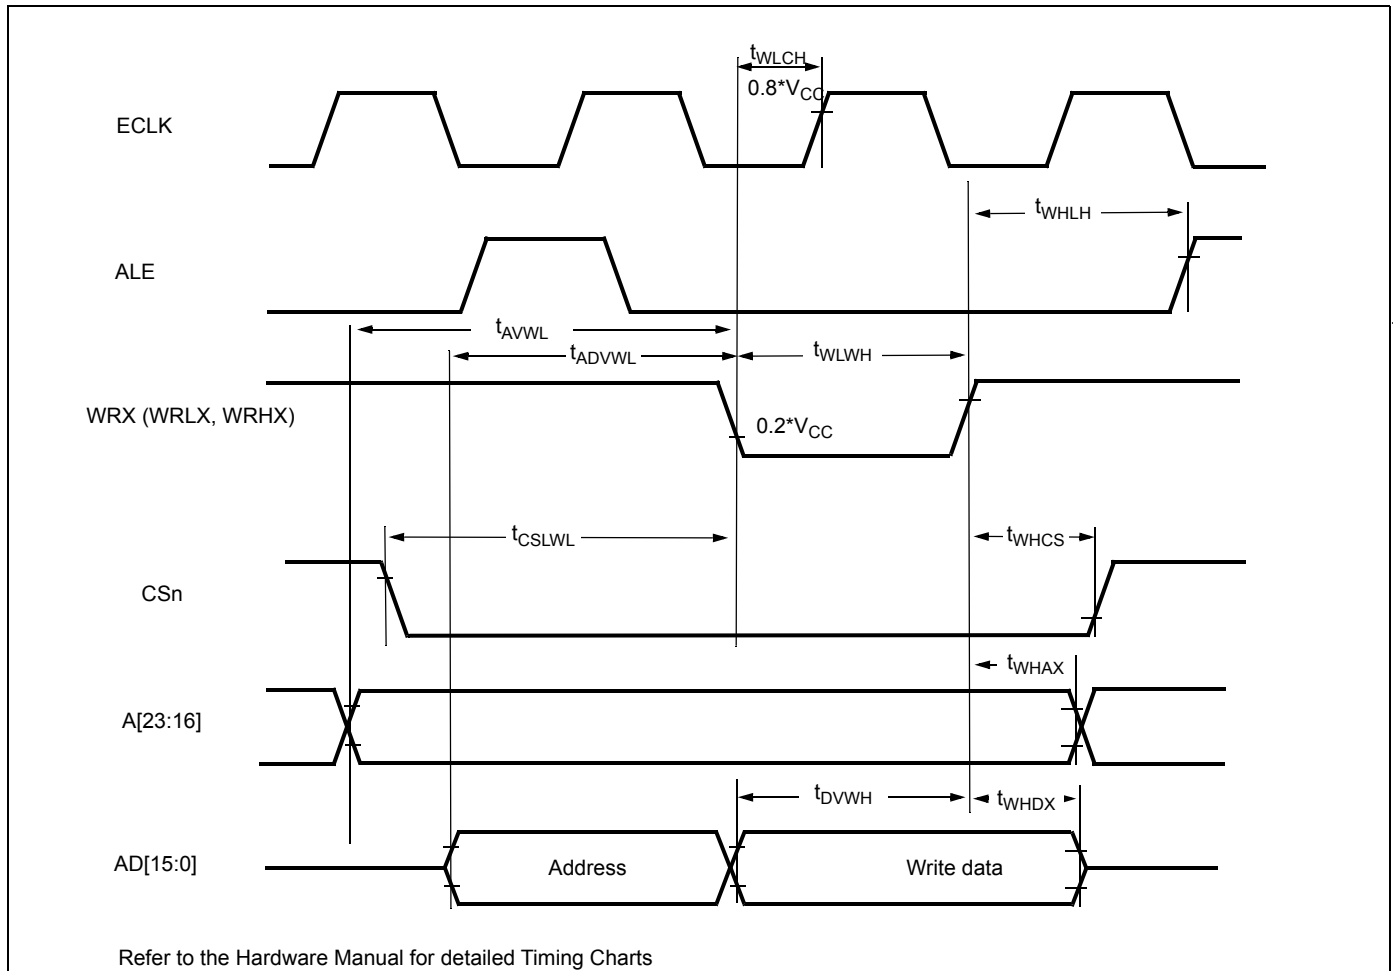 tWLCH
0.8*VCC
ECLK
tWHLH
ALE
tAVWL
tADVWL
tWLWH
WRX (WRLX, WRHX)
0.2*VCC
tCSLWL
tWHCS
CSn
tWHAX
A[23:16]
tDVWH
tWHDX
AD[15:0]
Address
Write data
Refer to the Hardware Manual for detailed Timing Charts